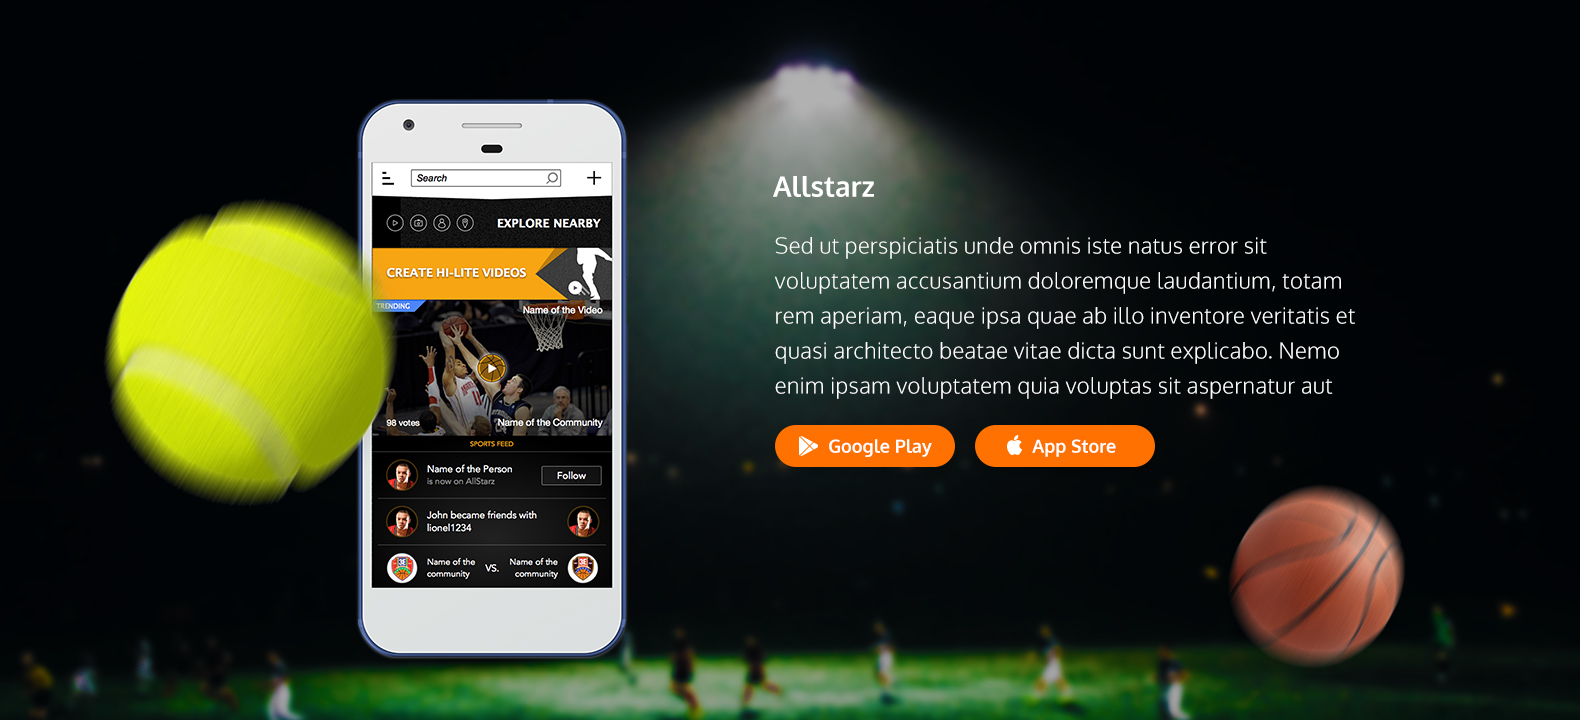 Search
EXPLORE NEARBY
CREATE HI-LITE VIDEOS
TRENDING
Name of the Video
98 votes
Name of the Community
SPORTS FEED
Name of the Person
is now on AllStarz
Follow
John became friends with
lionel1234
Name of the
community
VS.
Name of the
community
Allstarz
Sed ut perspiciatis unde omnis iste natus error sit
voluptatem accusantium doloremque laudantium, totam
rem aperiam, eaque ipsa quae ab illo inventore veritatis et
quasi architecto beatae vitae dicta sunt explicabo. Nemo
enim ipsam voluptatem quia voluptas sit aspernatur aut
Google Play
App Store